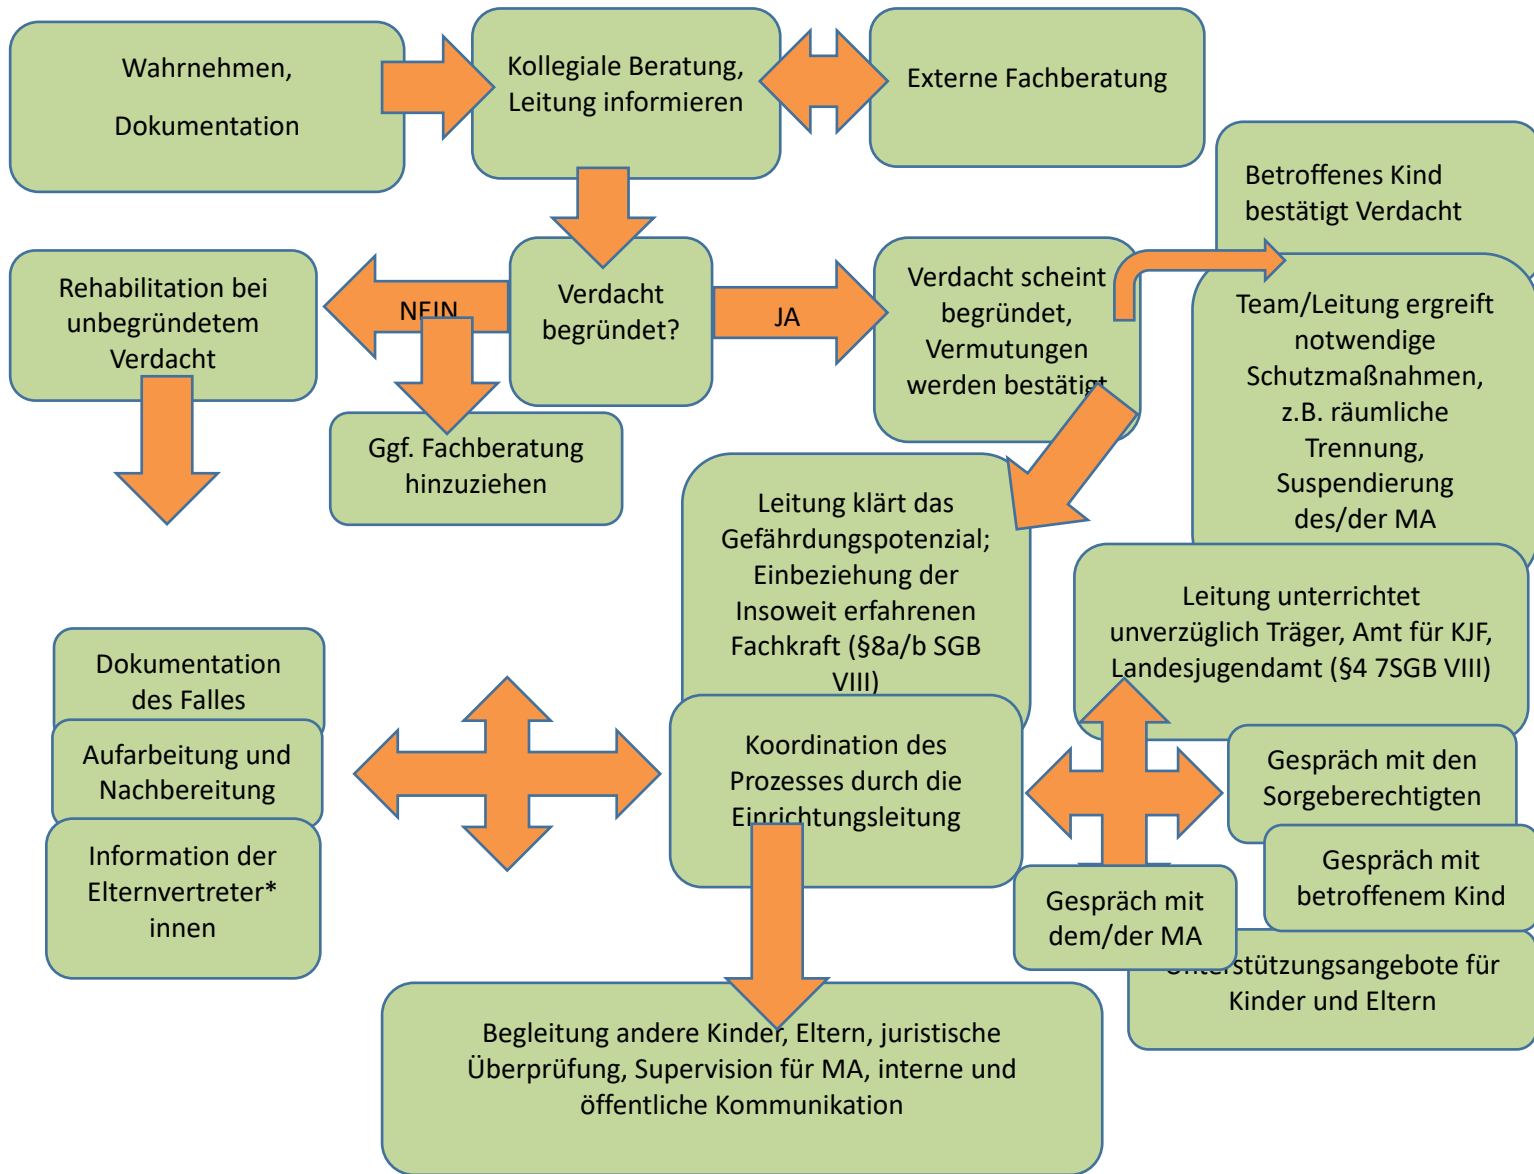 Wahrnehmen,
Dokumentation
Kollegiale Beratung,
Leitung informieren
Externe Fachberatung
Betroffenes Kind
bestätigt Verdacht
Rehabilitation bei
unbegründetem
Verdacht
NEIN
Verdacht
begründet?
JA
Verdacht scheint
begründet,
Vermutungen
werden bestätigt
Team/Leitung ergreift
notwendige
Schutzmaßnahmen,
z.B. räumliche
Trennung,
Suspendierung
des/der MA
Ggf. Fachberatung
hinzuziehen
Leitung klärt das
Gefährdungspotenzial;
Einbeziehung der
Insoweit erfahrenen
Fachkraft (§8a/b SGB
VIII)
Leitung unterrichtet
unverzüglich Träger, Amt für KJF,
Landesjugendamt (§4 7SGB VIII)
Dokumentation
des Falles
Aufarbeitung und
Nachbereitung
Information der
Elternvertreter*
innen
Koordination des
Prozesses durch die
Einrichtungsleitung
Gespräch mit den
Sorgeberechtigten
Gespräch mit
betroffenem Kind
Gespräch mit
dem/der MA
Unterstützungsangebote für
Kinder und Eltern
Begleitung andere Kinder, Eltern, juristische
Überprüfung, Supervision für MA, interne und
öffentliche Kommunikation